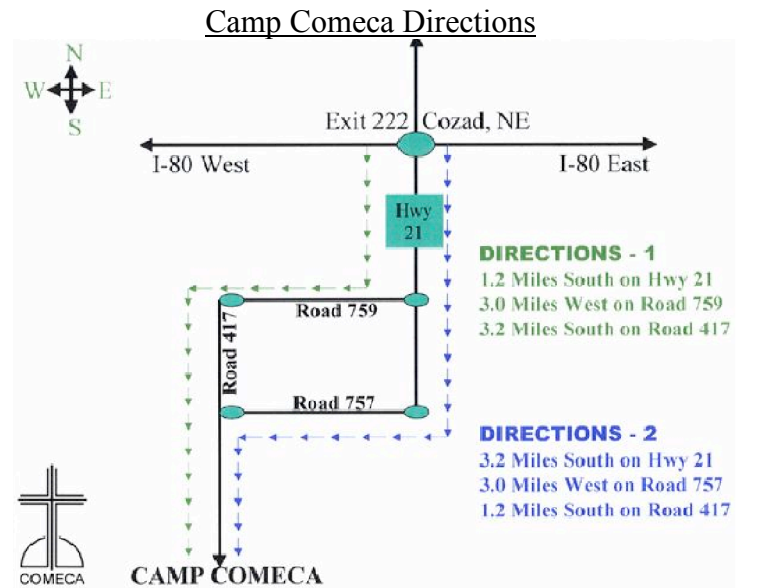 Camp Comeca Directions
N
W E
S
Exit 222 Cozad, NE
I-80 West
I-80 East
Hwy
21
DIRECTIONS - 1
1.2 Miles South on Hwy 21
3.0 Miles West on Road 759
3.2 Miles South on Road 417
Road 759
Road 417
Road 757
DIRECTIONS - 2
3.2 Miles South on Hwy 21
3.0 Miles West on Road 757
1.2 Miles South on Road 417
COMECA
CAMP COMECA